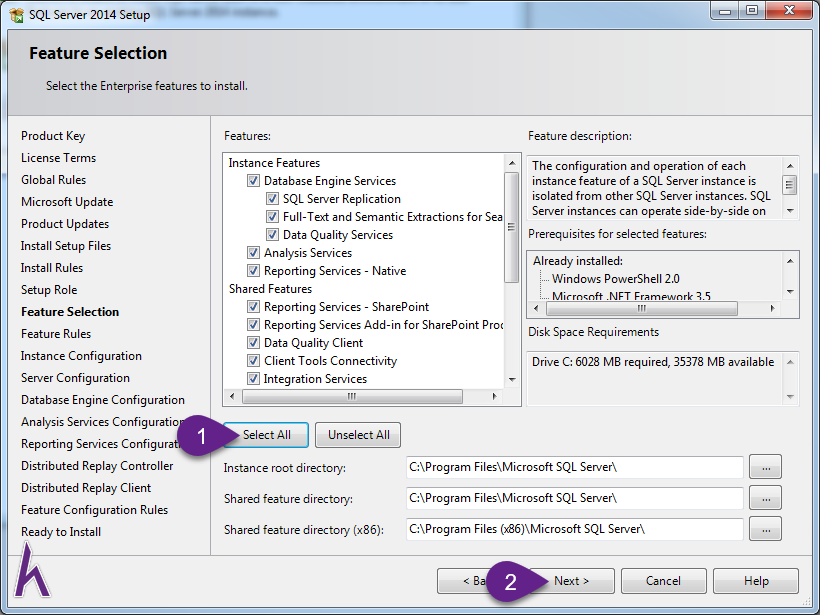 SQL Server 2014 Setup
Feature Selection
Select the Enterprise features to install.
Product Key
License Terms
Global Rules
Microsoft Update
Product Updates
Install Setup Files
Install Rules
Setup Role
Feature Selection
Feature Rules
Instance Configuration
Server Configuration
Database Engine Configuration
Analysis Services Configuration
Reporting Services Configurat
Distributed Replay Controller
Distributed Replay Client
Feature Configuration Rules
Ready to Install
Features:
Instance Features
Database Engine Services
SQL Server Replication
Full-Text and Semantic Extractions for Sea
Data Quality Services
Analysis Services
Reporting Services - Native
Shared Features
Reporting Services - SharePoint
Reporting Services Add-in for SharePoint Proc
Data Quality Client
Client Tools Connectivity
Integration Services
Feature description:
The configuration and operation of each
instance feature of a SQL Server instance is
isolated from other SQL Server instances. SQL
Server instances can operate side-by-side on
Prerequisites for selected features:
Already installed:
Windows PowerShell 2.0
Microsoft .NET Framework 3.5
Disk Space Requirements
Drive C: 6028 MB required, 35378 MB available
1
Select All
Unselect All
Instance root directory:
C:\Program Files\Microsoft SQL Server\
...
Shared feature directory:
C:\Program Files\Microsoft SQL Server\
...
Shared feature directory (x86):
C:\Program Files (x86)\Microsoft SQL Server\
...
h
< Ba
2
Next >
Cancel
Help